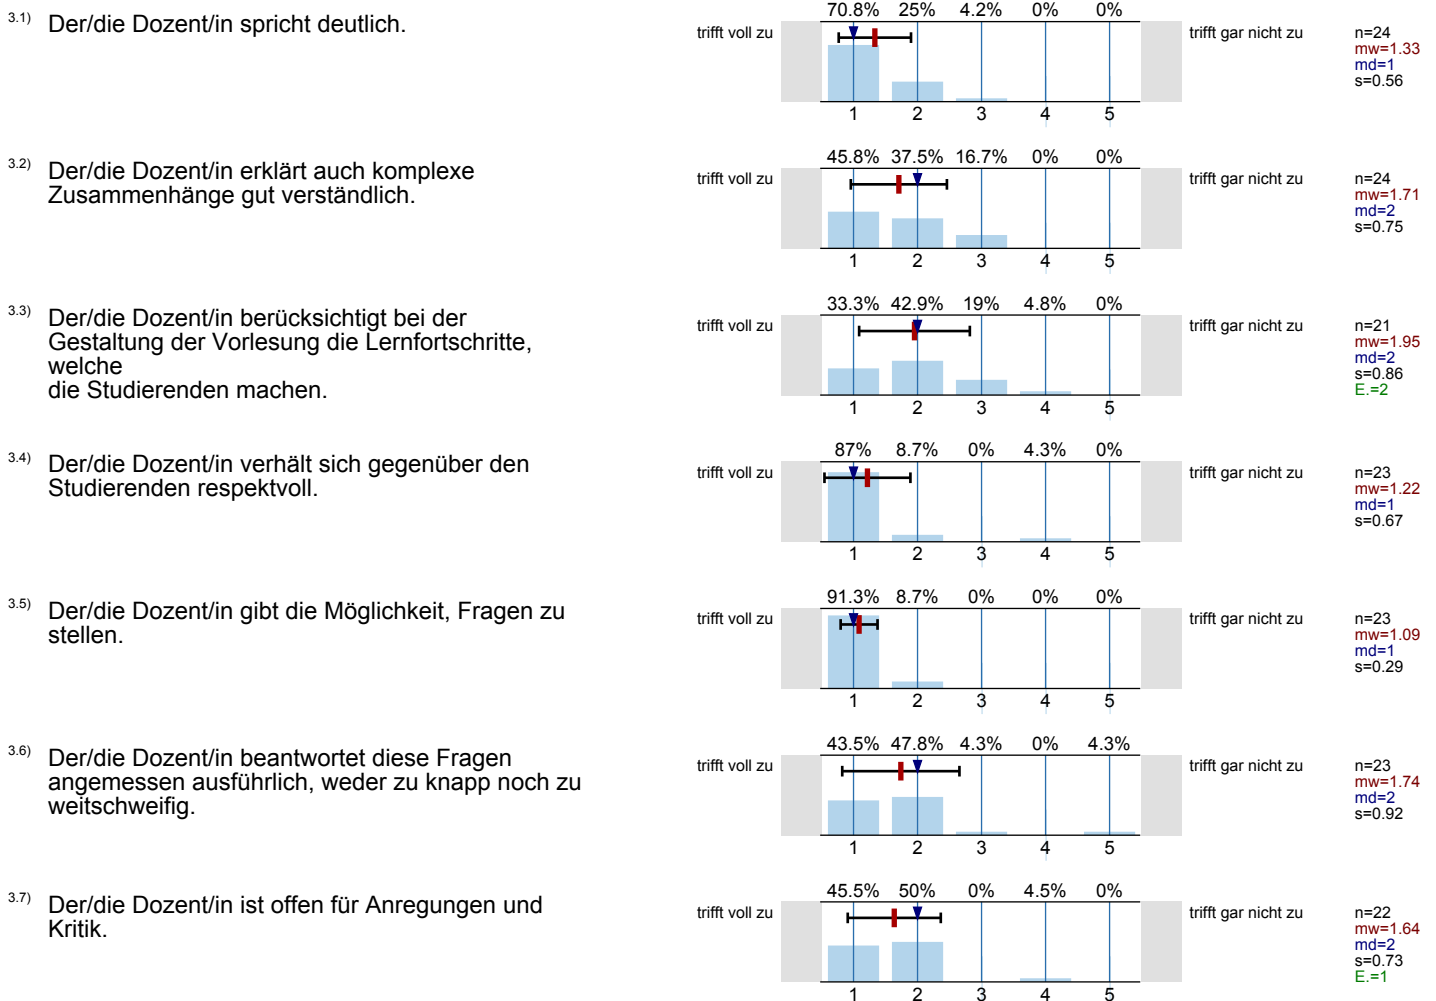 3.1) Der/die Dozent/in spricht deutlich.
70.8% 25% 4.2% 0% 0%
trifft voll zu
trifft gar nicht zu
n=24
mw=1.33
md=1
s=0.56
1 2 3 4 5
3.2) Der/die Dozent/in erklärt auch komplexe
Zusammenhänge gut verständlich.
45.8% 37.5% 16.7% 0% 0%
trifft voll zu
trifft gar nicht zu
n=24
mw=1.71
md=2
s=0.75
1 2 3 4 5
3.3) Der/die Dozent/in berücksichtigt bei der
Gestaltung der Vorlesung die Lernfortschritte,
welche
die Studierenden machen.
33.3% 42.9% 19% 4.8% 0%
trifft voll zu
trifft gar nicht zu
n=21
mw=1.95
md=2
s=0.86
E.=2
1 2 3 4 5
3.4) Der/die Dozent/in verhält sich gegenüber den
Studierenden respektvoll.
87% 8.7% 0% 4.3% 0%
trifft voll zu
trifft gar nicht zu
n=23
mw=1.22
md=1
s=0.67
1 2 3 4 5
3.5) Der/die Dozent/in gibt die Möglichkeit, Fragen zu
stellen.
91.3% 8.7% 0% 0% 0%
trifft voll zu
trifft gar nicht zu
n=23
mw=1.09
md=1
s=0.29
1 2 3 4 5
3.6) Der/die Dozent/in beantwortet diese Fragen
angemessen ausführlich, weder zu knapp noch zu
weitschweifig.
43.5% 47.8% 4.3% 0% 4.3%
trifft voll zu
trifft gar nicht zu
n=23
mw=1.74
md=2
s=0.92
1 2 3 4 5
3.7) Der/die Dozent/in ist offen für Anregungen und
Kritik.
45.5% 50% 0% 4.5% 0%
trifft voll zu
trifft gar nicht zu
n=22
mw=1.64
md=2
s=0.73
E.=1
1 2 3 4 5